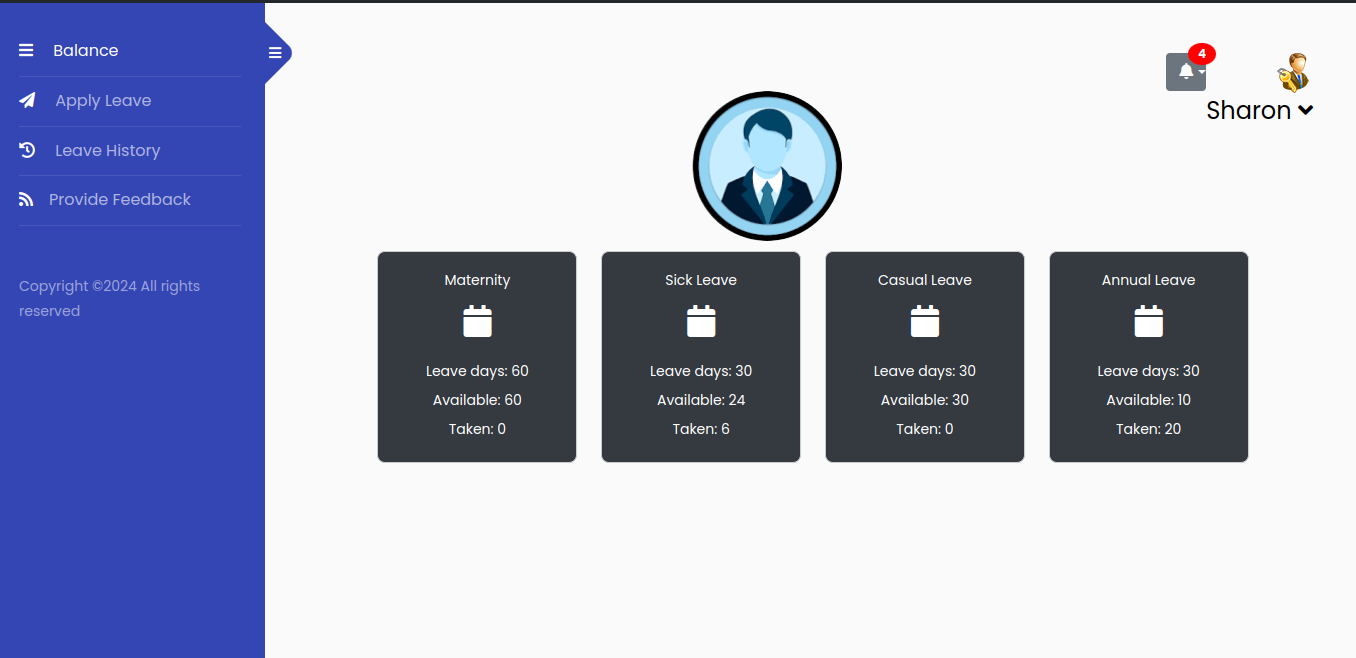 Balance
Apply Leave
Leave History
Provide Feedback
Copyright ©2024 All rights
reserved
4
Sharon
Maternity
Leave days: 60
Available: 60
Taken: 0
Sick Leave
Leave days: 30
Available: 24
Taken: 6
Casual Leave
Leave days: 30
Available: 30
Taken: 0
Annual Leave
Leave days: 30
Available: 10
Taken: 20